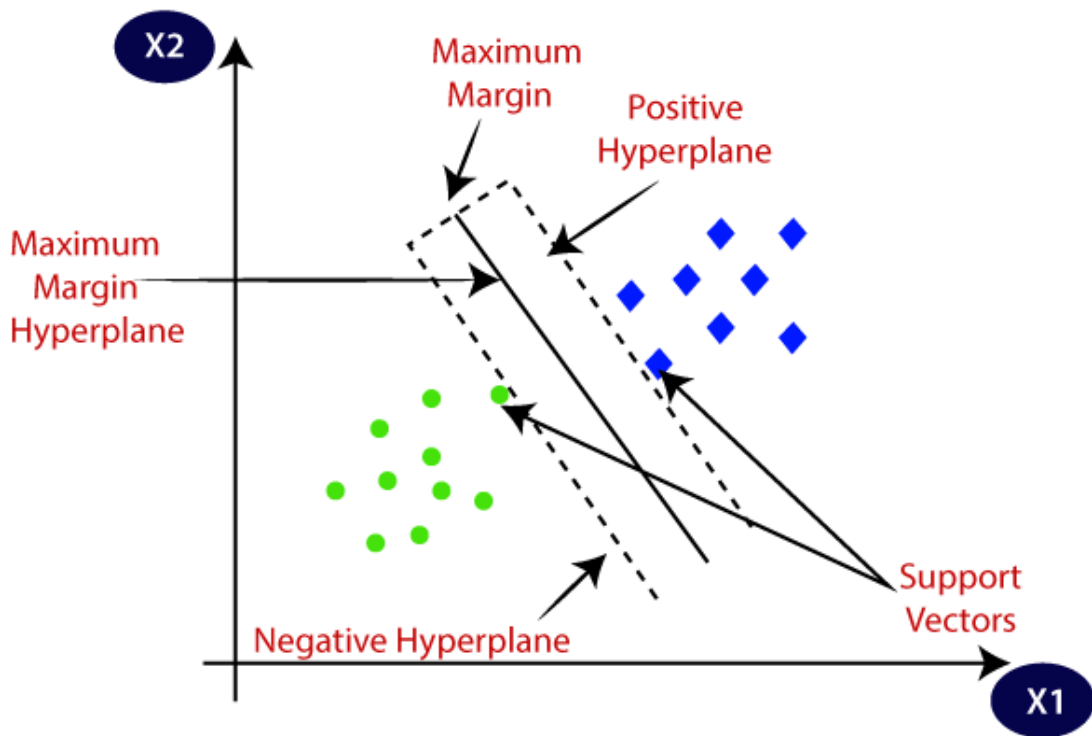 X2
Maximum
Margin
Positive
Hyperplane
Maximum
Margin
Hyperplane
Support
Vectors
Negative Hyperplane
X1